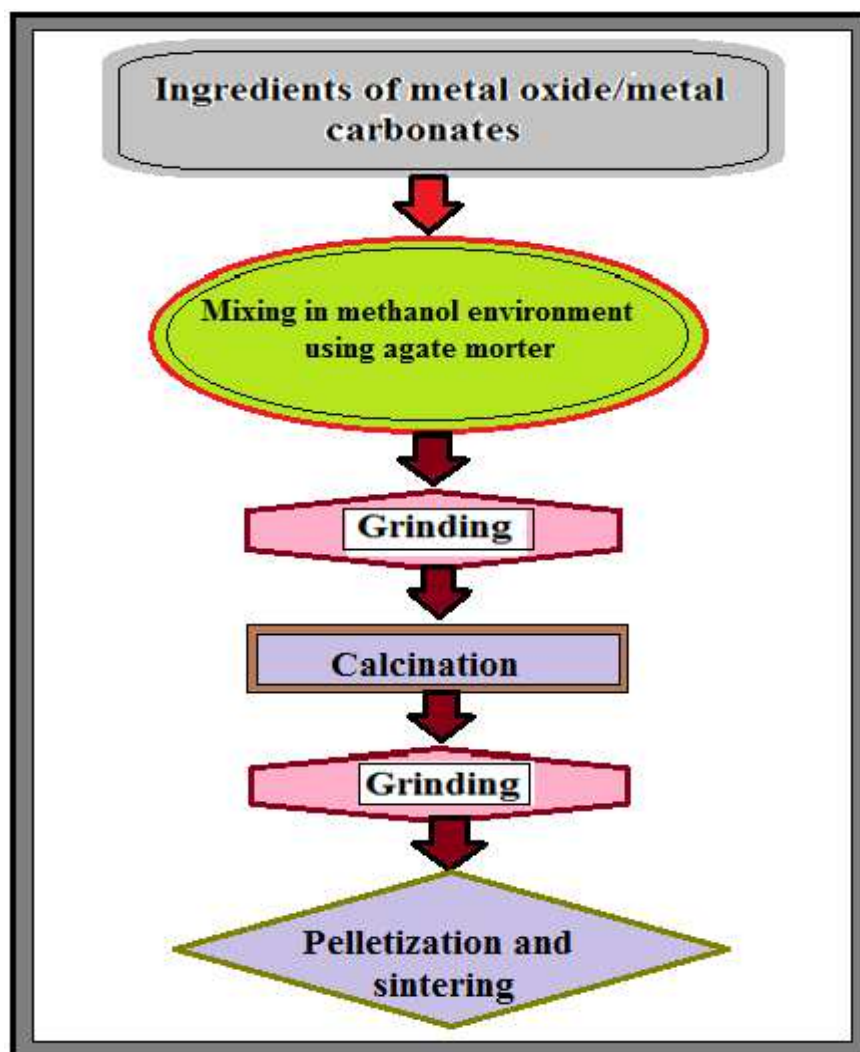 Ingredients of metal oxide/metal
carbonates
Mixing in methanol environment
using agate morter
Grinding
Calcination
Grinding
Pelletization and
sintering